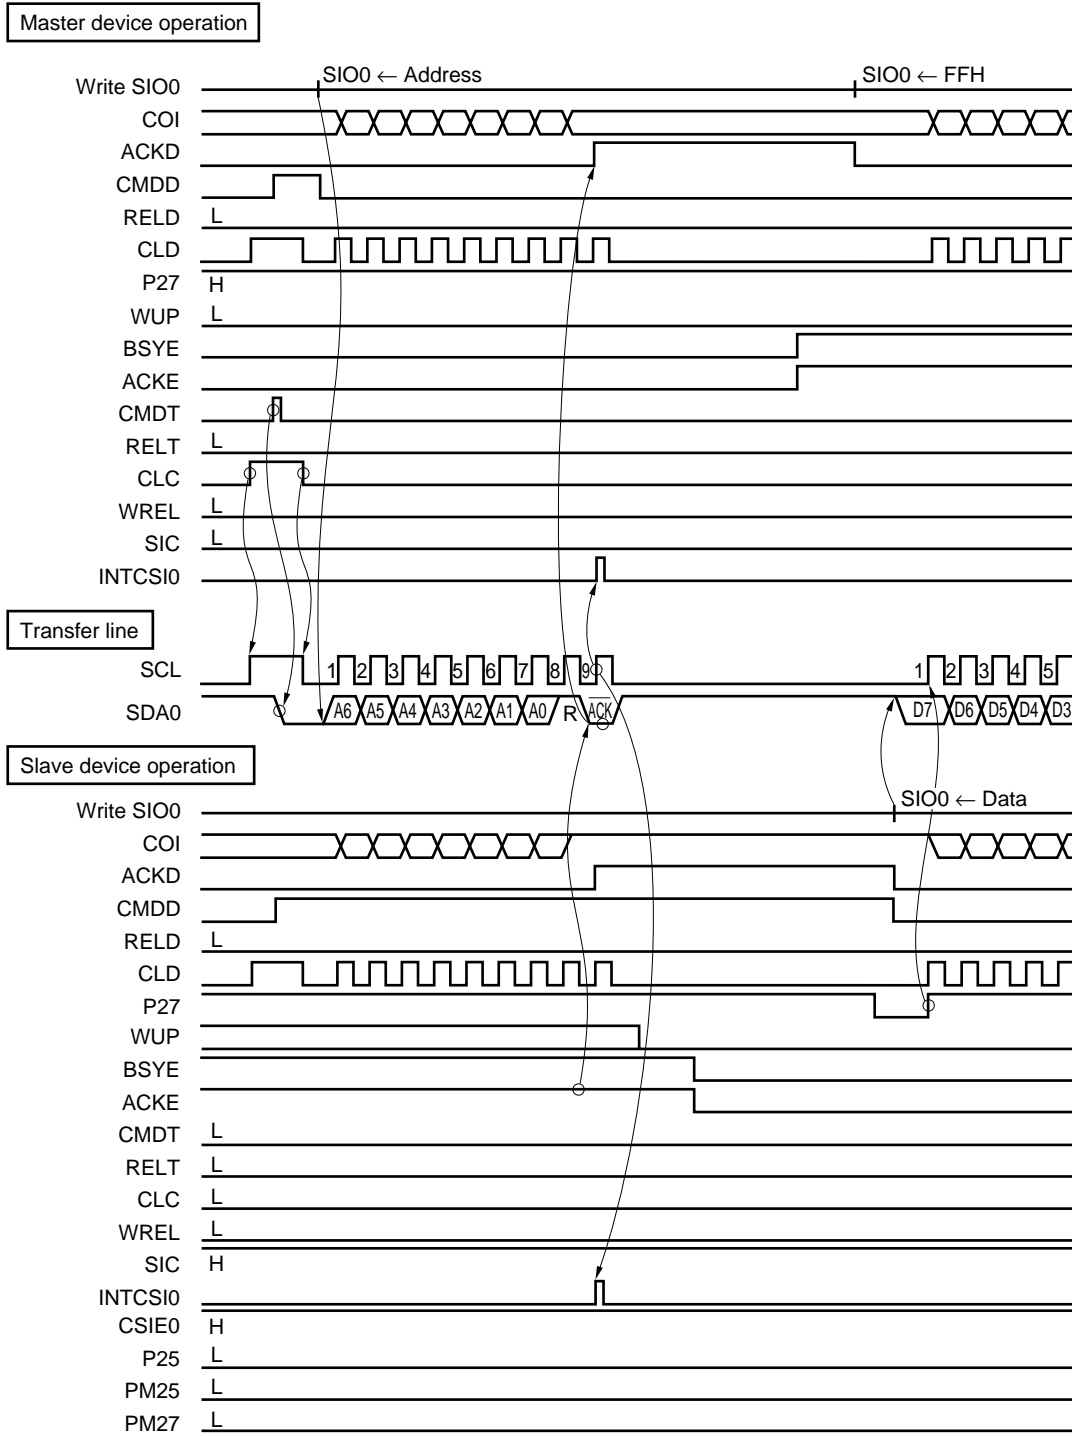 Master device operation
Write SIO0 SIO0 ← Address SIO0 ← FFH
COI
ACKD
CMDD
RELD L
CLD
P27 H
WUP L
BSYE
ACKE
CMDT
RELT L
CLC
WREL L
SIC L
INTCSI0
Transfer line
SCL 1 2 3 4 5 6 7 8 9 1 2 3 4 5
SDA0 A6 A5 A4 A3 A2 A1 A0 R ACK D7 D6 D5 D4 D3
Slave device operation
Write SIO0 SIO0 ← Data
COI
ACKD
CMDD
RELD L
CLD
P27
WUP
BSYE
ACKE
CMDT L
RELT L
CLC L
WREL L
SIC H
INTCSI0
CSIE0 H
P25 L
PM25 L
PM27 L